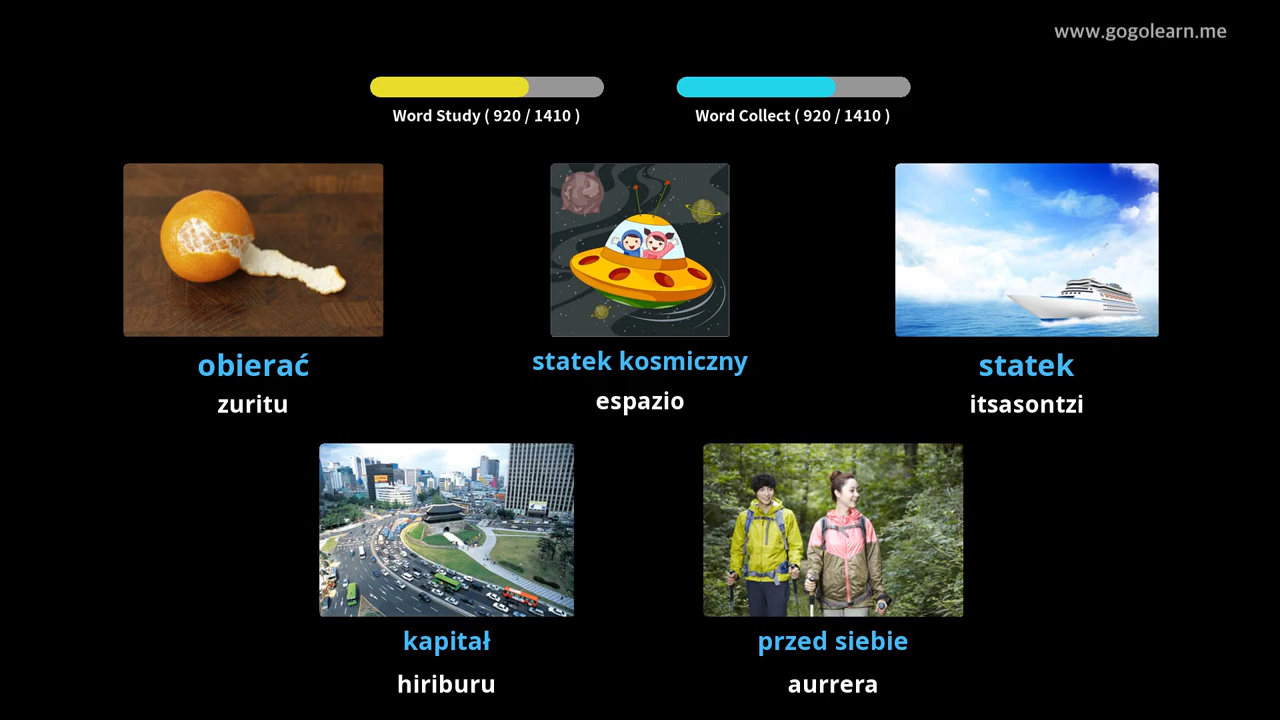 www.gogolearn.me
Word Study ( 920 / 1410 )
Word Collect ( 920 / 1410 )
obierać
zuritu
statek kosmiczny
espazio
statek
itsasontzi
kapitał
hiriburu
przed siebie
aurrera